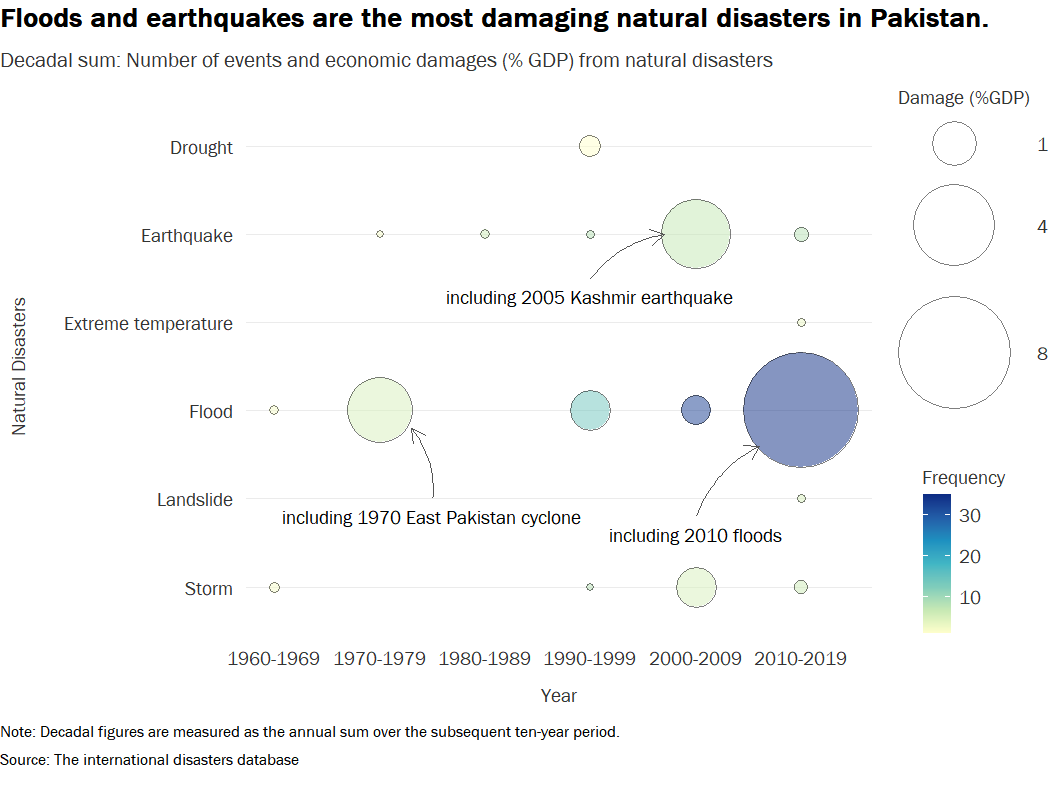 Floods and earthquakes are the most damaging natural disasters in Pakistan.
Decadal sum: Number of events and economic damages (% GDP) from natural disasters
Damage (%GDP)
1
4
8
Natural Disasters
Drought
Earthquake
including 2005 Kashmir earthquake
Extreme temperature
Flood
Landslide
including 1970 East Pakistan cyclone
including 2010 floods
Storm
Frequency
30
20
10
1960-1969 1970-1979 1980-1989 1990-1999 2000-2009 2010-2019
Year
Note: Decadal figures are measured as the annual sum over the subsequent ten-year period.
Source: The international disasters database